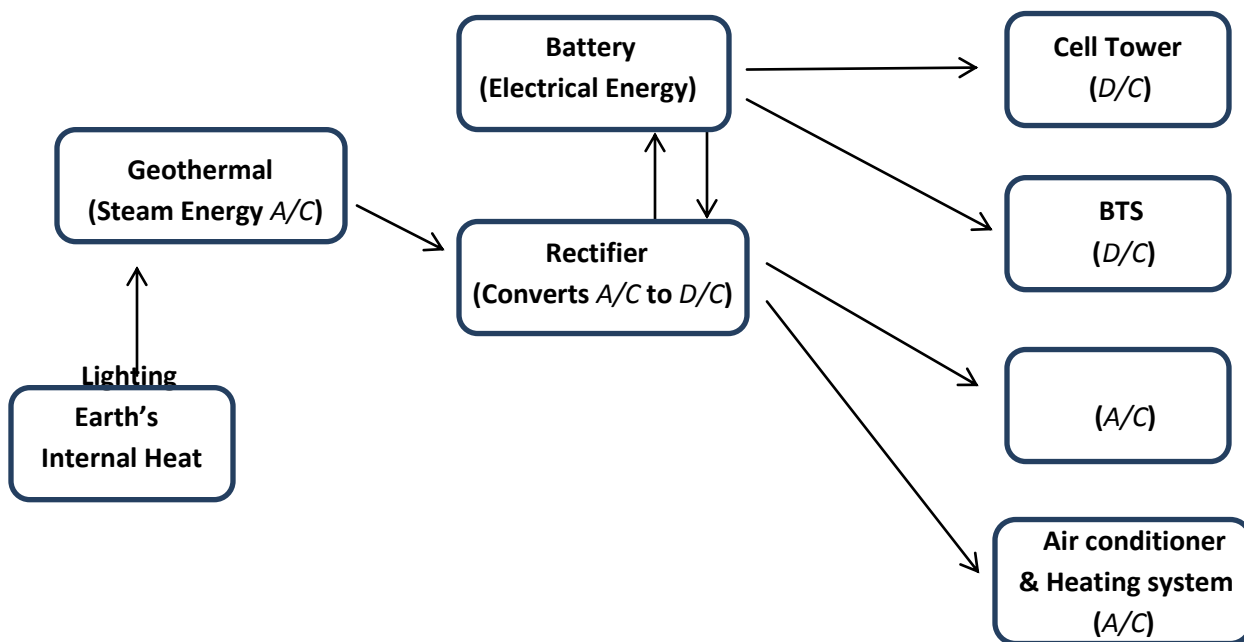 Battery
(Electrical Energy)
Cell Tower
(D/C)
Geothermal
(Steam Energy A/C)
BTS
(D/C)
Rectifier
(Converts A/C to D/C)
Lighting
Earth’s
Internal Heat
(A/C)
Air conditioner
& Heating system
(A/C)